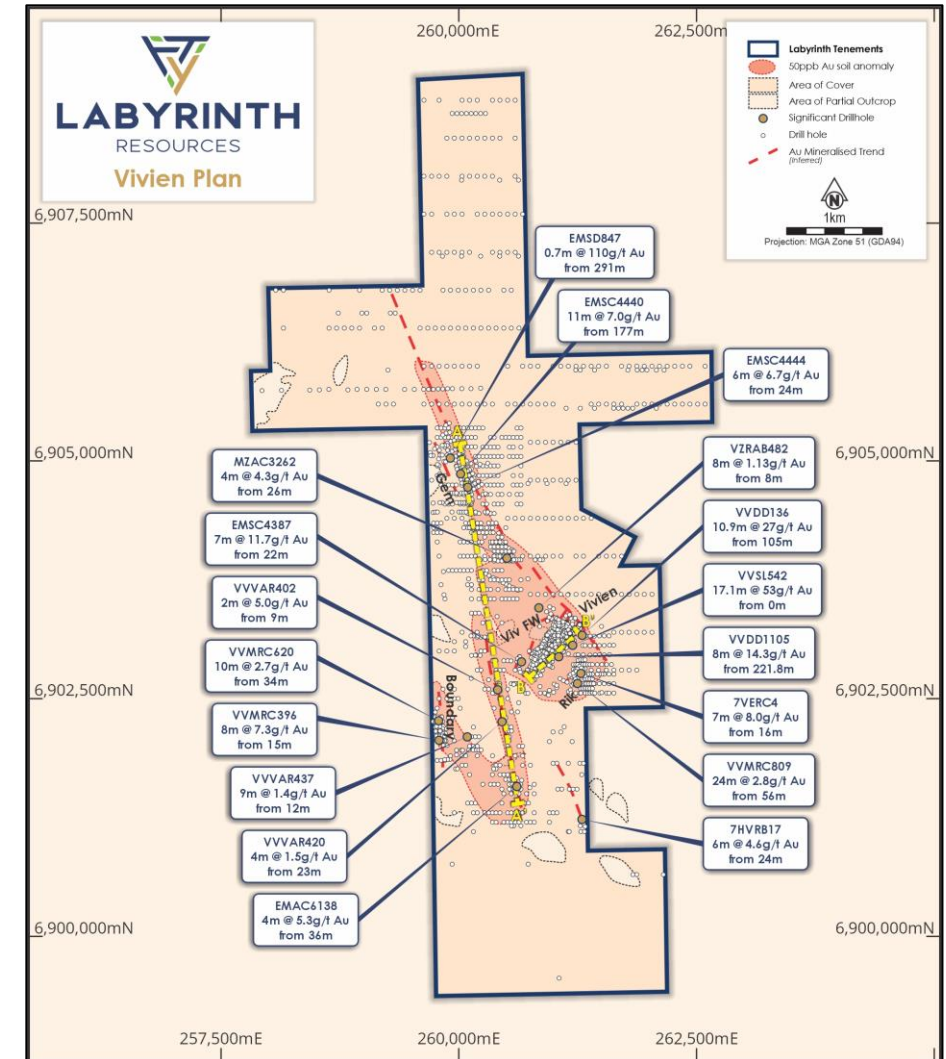 LABYRINTH
RESOURCES
Vivien Plan
260,000mE
262,500m
Labyrinth Tenements
50ppb Au soil anomaly
Area of Cover
Area of Partial Outcrop
Significant Drillhole
Drill hole
Au Mineralised Trend
(Inferred)
N
1km
Projection: MGA Zone 51 (GDA94)
6,907,500mN
EMSD847
0.7m @ 110g/t Au
from 291m
EMSC4440
11m @ 7.0g/t Au
from 177m
EMSC4444
6m @ 6.7g/t Au
from 24m
6,905,000mN
6,905,000mN
MZAC3262
4m @ 4.3g/t Au
from 26m
EMSC4387
7m @ 11.7g/t Au
from 22m
VVVAR402
2m @ 5.0g/t Au
from 9m
VVMRC620
10m @ 2.7g/t Au
from 34m
VVMRC396
8m @ 7.3g/t Au
from 15m
VVVAR437
9m @ 1.4g/t Au
from 12m
VVVAR420
4m @ 1.5g/t Au
from 23m
EMAC6138
4m @ 5.3g/t Au
from 36m
A
Gem
Viv FW
Vivien
B'
B
Rik
Boundary
A'
VZRAB482
8m @ 1.13g/t Au
from 8m
VVDD136
10.9m @ 27g/t Au
from 105m
VVSL542
17.1m @ 53g/t Au
from 0m
VVDD1105
8m @ 14.3g/t Au
from 221.8m
6,902,500mN
6,902,500mN
7VERC4
7m @ 8.0g/t Au
from 16m
VVMRC809
24m @ 2.8g/t Au
from 56m
7HVRB17
6m @ 4.6g/t Au
from 24m
6,900,000mN
6,900,000mN
257,500mE
260,000mE
262,500mE